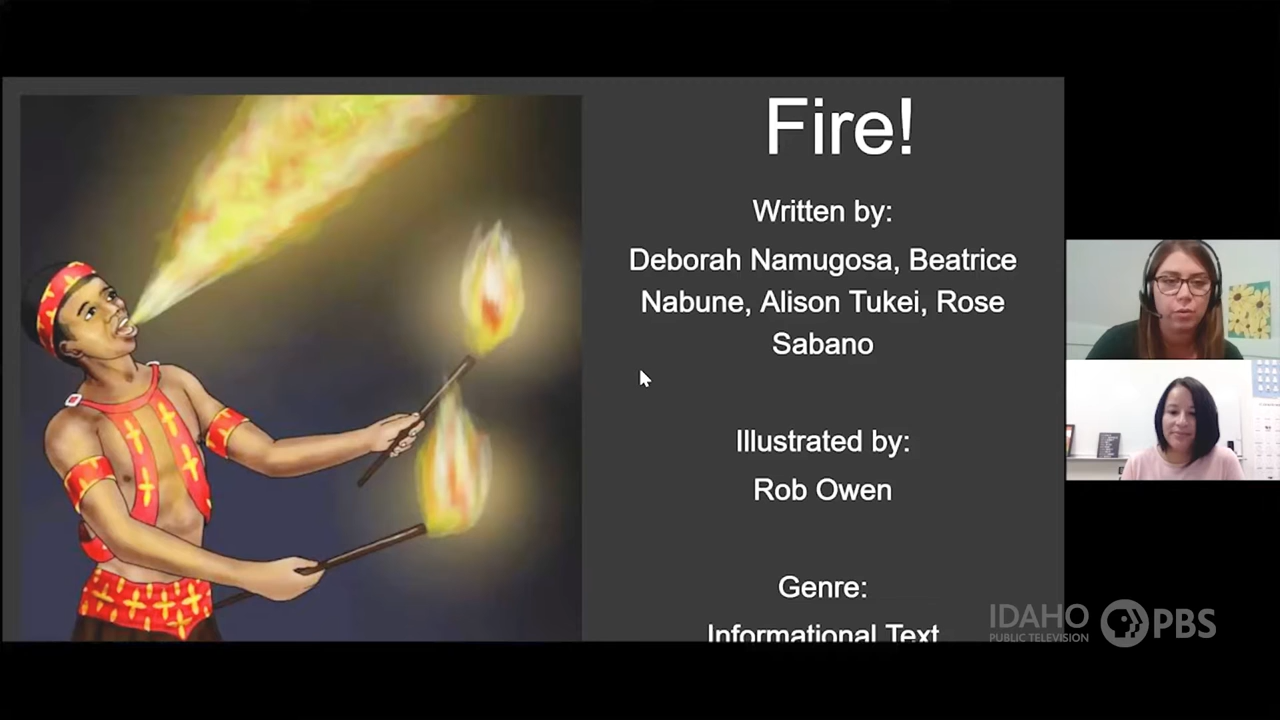 Fire!
Written by:
Deborah Namugosa, Beatrice
Nabune, Alison Tukei, Rose
Sabano
Illustrated by:
Rob Owen
Genre:
Informational Text
IDAHO
PUBLIC TELEVISION
PBS